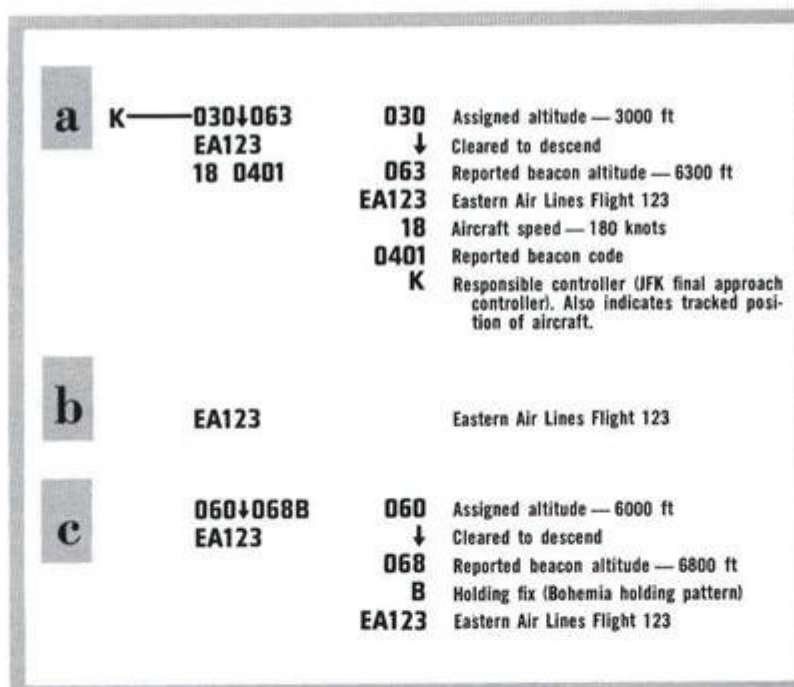 a K 030↓063 030 Assigned altitude — 3000 ft
EA123 ↓ Cleared to descend
18 0401 063 Reported beacon altitude — 6300 ft
EA123 Eastern Air Lines Flight 123
18 Aircraft speed — 180 knots
0401 Reported beacon code
K Responsible controller (JFK final approach
controller). Also indicates tracked posi-
tion of aircraft.
b EA123 Eastern Air Lines Flight 123
c 060↓068B 060 Assigned altitude — 6000 ft
EA123 ↓ Cleared to descend
068 Reported beacon altitude — 6800 ft
B Holding fix (Bohemia holding pattern)
EA123 Eastern Air Lines Flight 123